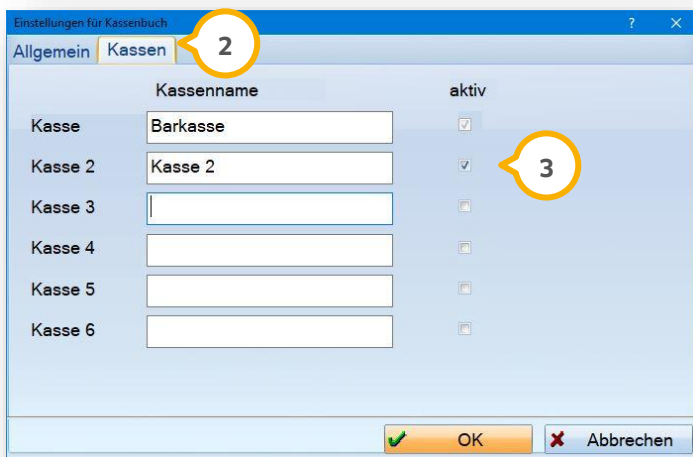 Einstellungen für Kassenbuch ? ×
Allgemein Kassen 2
Kassenname aktiv
Kasse Barkasse
Kasse 2 Kasse 2 3
Kasse 3
Kasse 4
Kasse 5
Kasse 6
OK Abbrechen